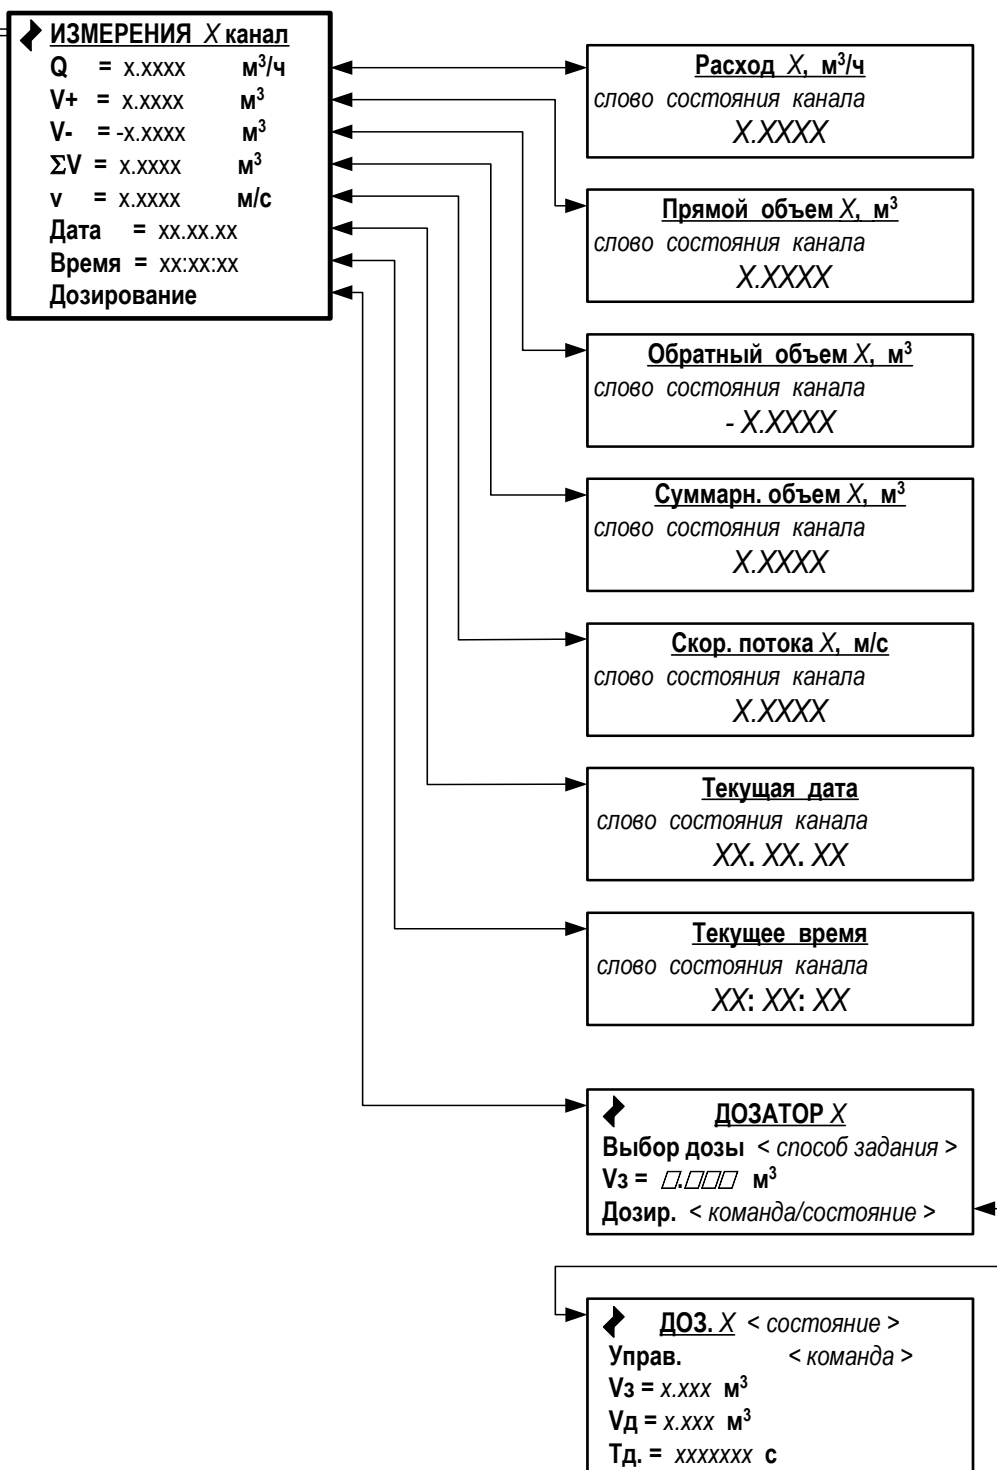 ИЗМЕРЕНИЯ X канал
Q = x.xxxx м³/ч
V+ = x.xxxx м³
V- = -x.xxxx м³
ΣV = x.xxxx м³
v = x.xxxx м/с
Дата = xx.xx.xx
Время = xx:xx:xx
Дозирование
Расход X, м³/ч
слово состояния канала
X.XXXX
Прямой объем X, м³
слово состояния канала
X.XXXX
Обратный объем X, м³
слово состояния канала
- X.XXXX
Суммарн. объем X, м³
слово состояния канала
X.XXXX
Скор. потока X, м/с
слово состояния канала
X.XXXX
Текущая дата
слово состояния канала
XX. XX. XX
Текущее время
слово состояния канала
XX: XX: XX
ДОЗАТОР X
Выбор дозы < способ задания >
Vз = □.□□□ м³
Дозир. < команда/состояние >
ДОЗ. X < состояние >
Управ. < команда >
Vз = x.xxx м³
Vд = x.xxx м³
Tд. = xxxxxxx с